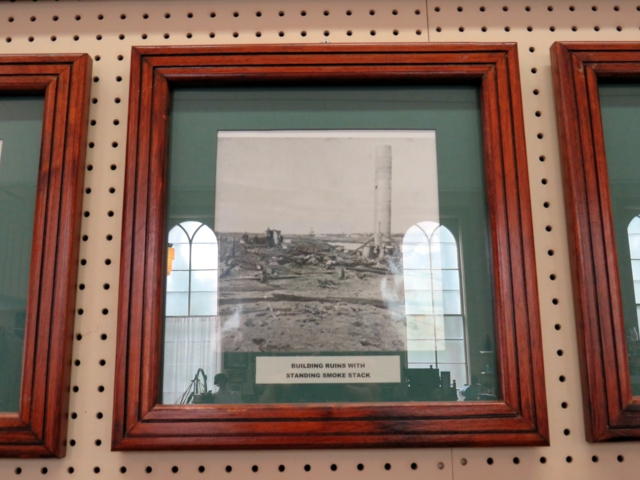 BUILDING RUINS WITH
STANDING SMOKE STACK